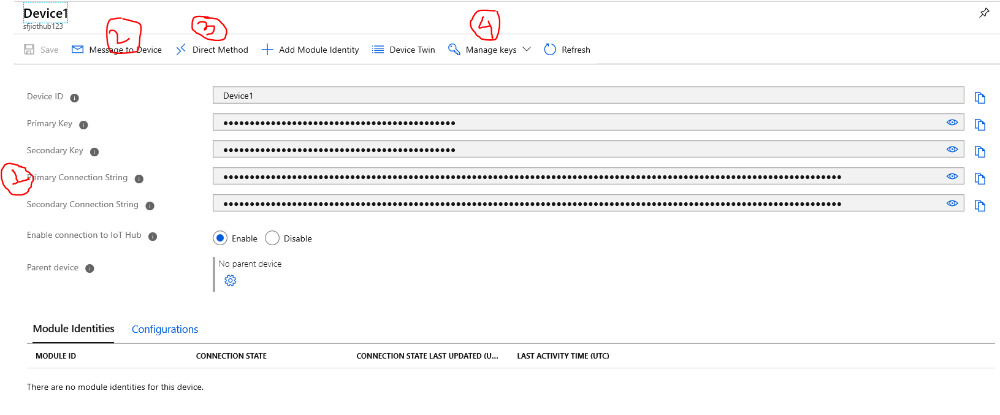 Device1
sfjiothub123
2 3 4
Save Message to Device Direct Method Add Module Identity Device Twin Manage keys Refresh
Device ID Device1
Primary Key ●●●●●●●●●●●●●●●●●●●●●●●●●●●●●●●●●●●●●●●●●●●●
Secondary Key ●●●●●●●●●●●●●●●●●●●●●●●●●●●●●●●●●●●●●●●●●●●●
1 Primary Connection String
Secondary Connection String
Enable connection to IoT Hub Enable Disable
Parent device No parent device
Module Identities Configurations
MODULE ID CONNECTION STATE CONNECTION STATE LAST UPDATED (U... LAST ACTIVITY TIME (UTC)
There are no module identities for this device.